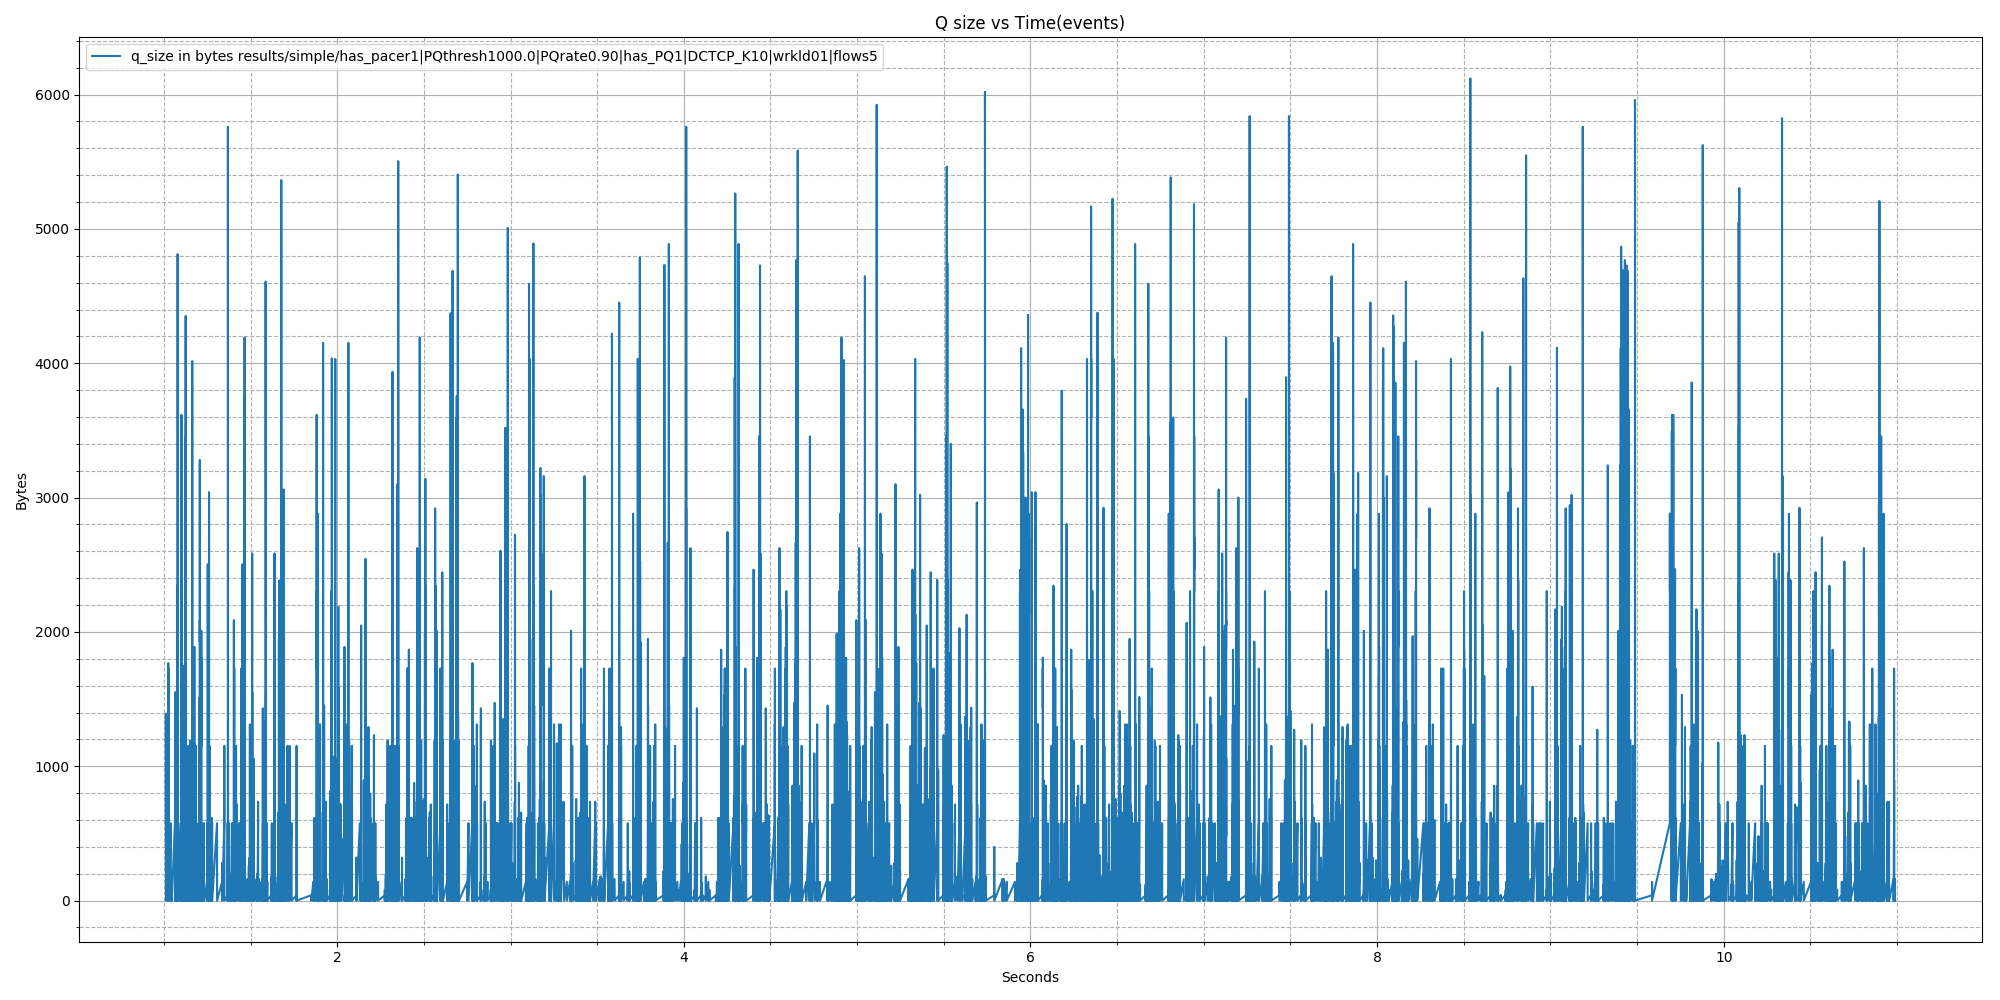 Q size vs Time(events)
q_size in bytes results/simple/has_pacer1|PQthresh1000.0|PQrate0.90|has_PQ1|DCTCP_K10|wrkld01|flows5
6000
5000
4000
3000
2000
1000
0
Bytes
2 4 6 8 10
Seconds